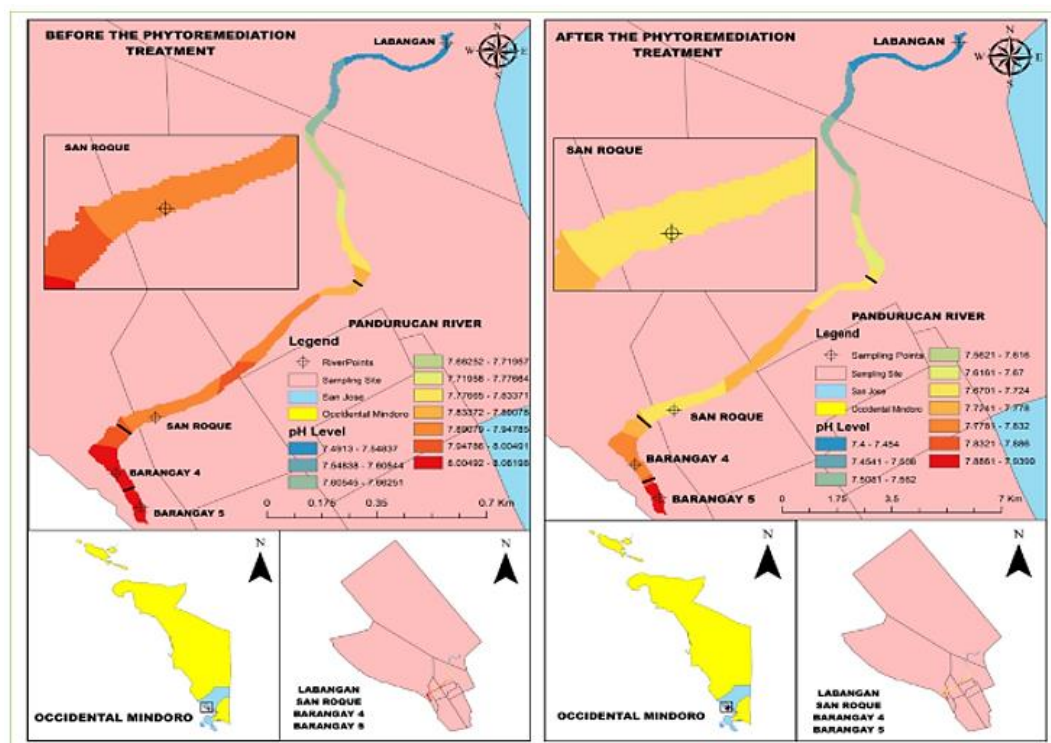 BEFORE THE PHYTOREMEDIATION
TREATMENT
LABANGAN
N
W
E
S
SAN ROQUE
PANDURUCAN RIVER
Legend
RiverPoints
Sampling Site
San Jose
Occidental Mindoro
pH Level
7.4913 - 7.54837
7.54838 - 7.60544
7.60545 - 7.66251
7.66252 - 7.71957
7.71958 - 7.77664
7.77665 - 7.83371
7.83372 - 7.89078
7.89079 - 7.94785
7.94786 - 8.00491
8.00492 - 8.06198
SAN ROQUE
BARANGAY 4
BARANGAY 5
0 0.175 0.35 0.7 Km
N
OCCIDENTAL MINDORO
N
LABANGAN
SAN ROQUE
BARANGAY 4
BARANGAY 5
AFTER THE PHYTOREMEDIATION
TREATMENT
LABANGAN
N
W
E
S
SAN ROQUE
PANDURUCAN RIVER
Legend
Sampling Points
Sampling Site
San Jose
Occidental Mindoro
pH Level
7.4 - 7.454
7.4541 - 7.508
7.5081 - 7.562
7.5621 - 7.616
7.6161 - 7.67
7.6701 - 7.724
7.7241 - 7.778
7.7781 - 7.832
7.8321 - 7.886
7.8861 - 7.9399
SAN ROQUE
BARANGAY 4
BARANGAY 5
0 1.75 3.5 7 Km
N
OCCIDENTAL MINDORO
N
LABANGAN
SAN ROQUE
BARANGAY 4
BARANGAY 5